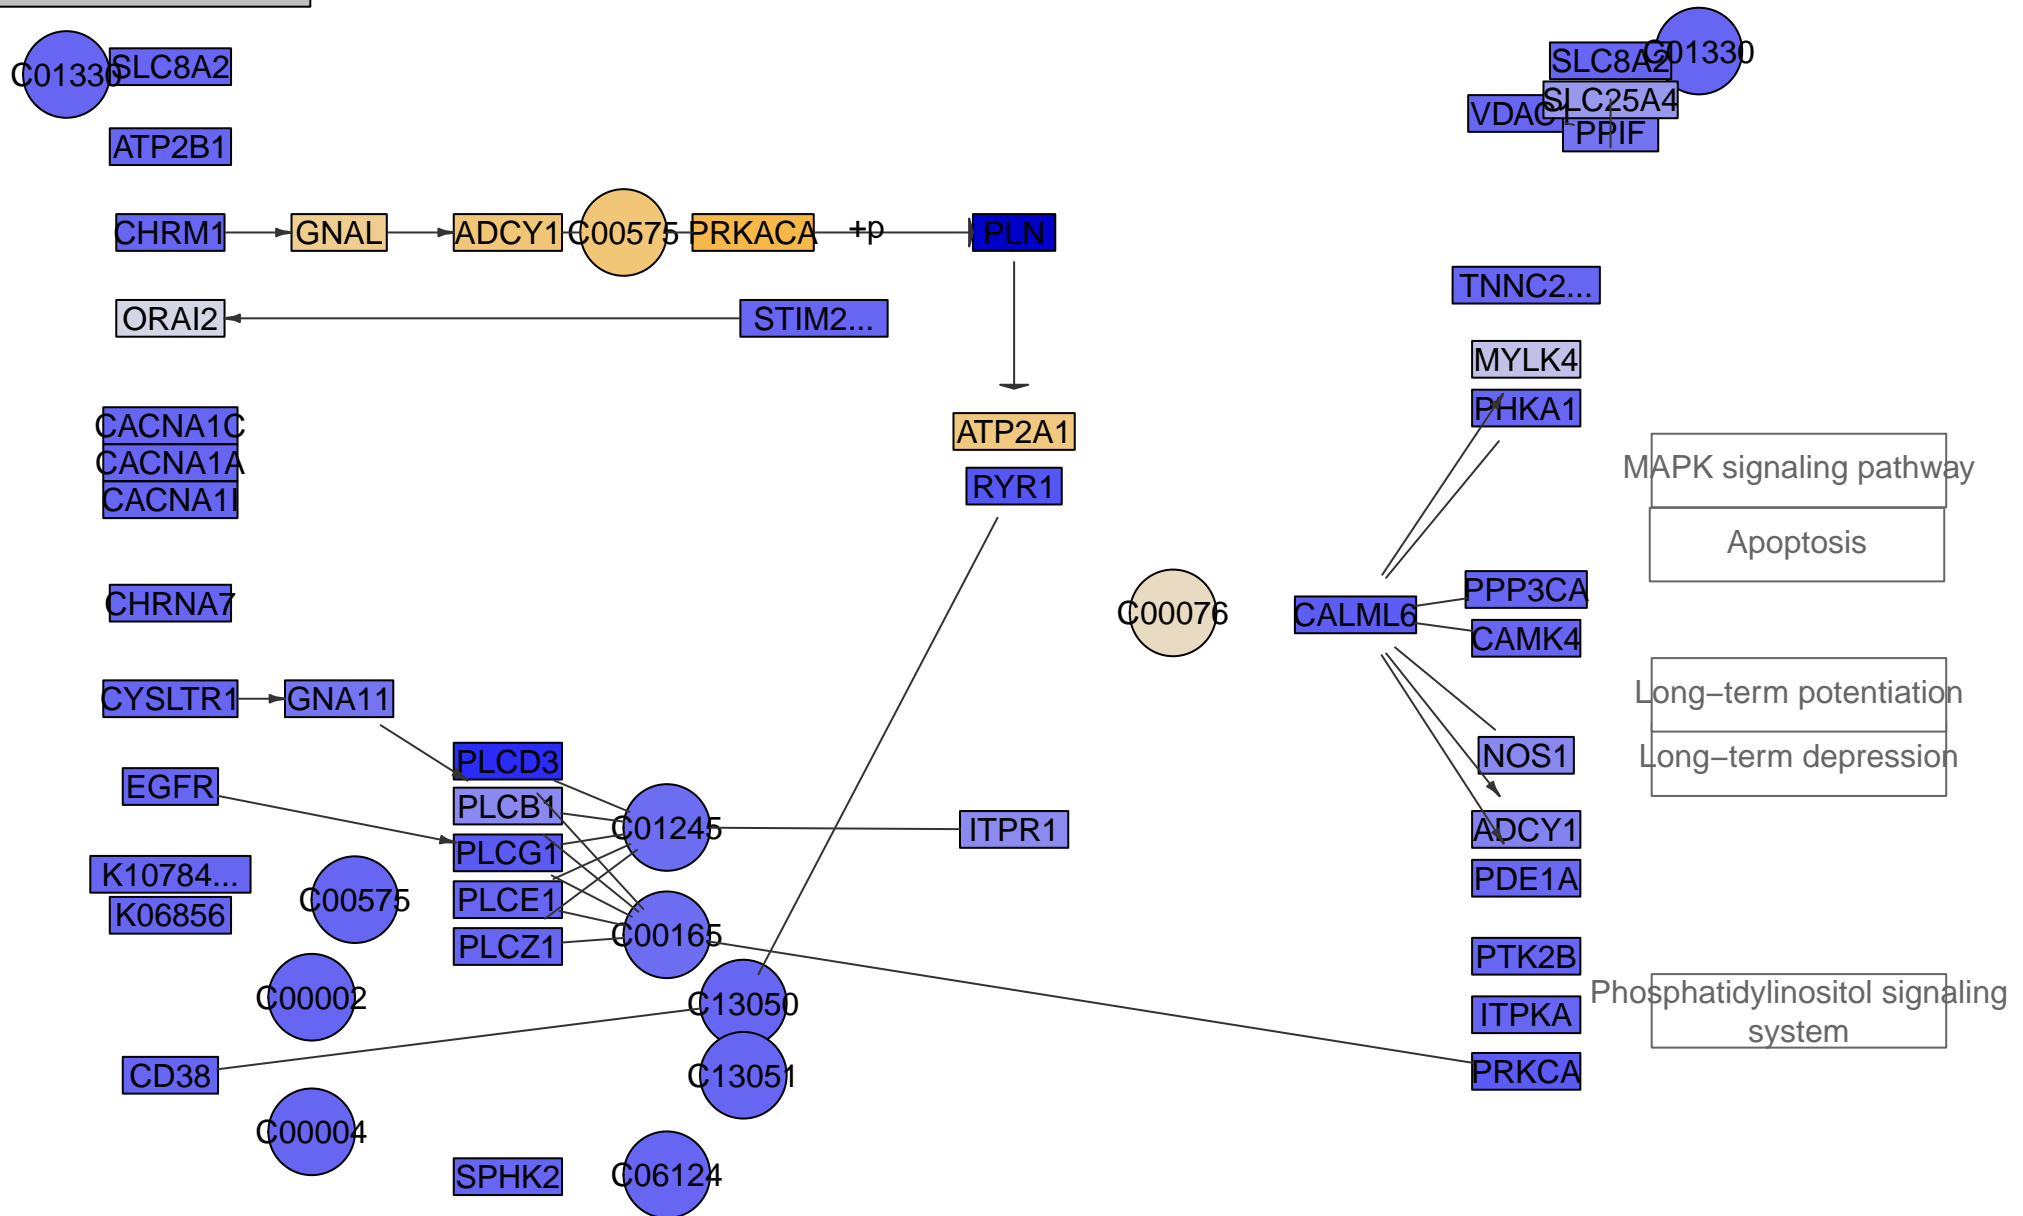 C01330
SLC8A2
SLC8A2
C01330
SLC25A4
VDAC1
PPIF
ATP2B1
CHRM1
GNAL
ADCY1
C00575
PRKACA
+p
PLN
TNNC2...
ORAI2
STIM2...
MYLK4
PHKA1
CACNA1C
CACNA1A
CACNA1I
ATP2A1
RYR1
MAPK signaling pathway
Apoptosis
CHRNA7
C00076
CALML6
PPP3CA
CAMK4
CYSLTR1
GNA11
Long−term potentiation
Long−term depression
PLCD3
NOS1
EGFR
PLCB1
C01245
ITPR1
ADCY1
PLCG1
K10784...
K06856
C00575
PLCE1
PDE1A
PLCZ1
C00165
PTK2B
C00002
C13050
ITPKA
Phosphatidylinositol signaling
system
CD38
C13051
PRKCA
C00004
SPHK2
C06124